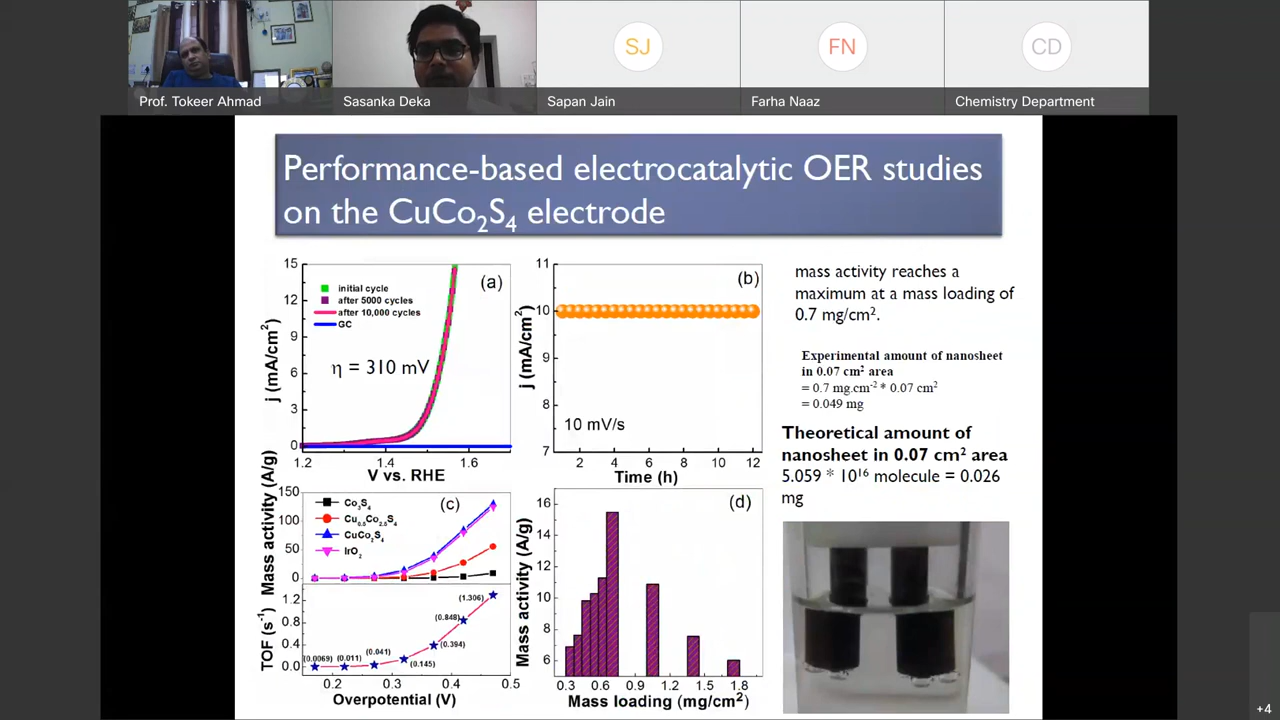 Prof. Tokeer Ahmad
Sasanka Deka
SJ
Sapan Jain
FN
Farha Naaz
CD
Chemistry Department
Performance-based electrocatalytic OER studies
on the CuCo₂S₄ electrode
(a)
15
12
9
6
3
0
j (mA/cm²)
initial cycle
after 5000 cycles
after 10,000 cycles
GC
η = 310 mV
1.2 1.4 1.6
V vs. RHE
(b)
11
10
9
8
7
j (mA/cm²)
10 mV/s
2 4 6 8 10 12
Time (h)
(c)
150
100
50
0
Mass activity (A/g)
Co₃S₄
Cu₀.₅Co₂.₅S₄
CuCo₂S₄
IrO₂
1.2
0.8
0.4
0.0
TOF (s⁻¹)
(0.0069)
(0.011)
(0.041)
(0.145)
(0.394)
(0.848)
(1.306)
0.2 0.3 0.4 0.5
Overpotential (V)
(d)
16
14
12
10
8
6
Mass activity (A/g)
0.3 0.6 0.9 1.2 1.5 1.8
Mass loading (mg/cm²)
mass activity reaches a
maximum at a mass loading of
0.7 mg/cm².
Experimental amount of nanosheet
in 0.07 cm² area
= 0.7 mg.cm⁻² * 0.07 cm²
= 0.049 mg
Theoretical amount of
nanosheet in 0.07 cm² area
5.059 * 10¹⁶ molecule = 0.026
mg
+4